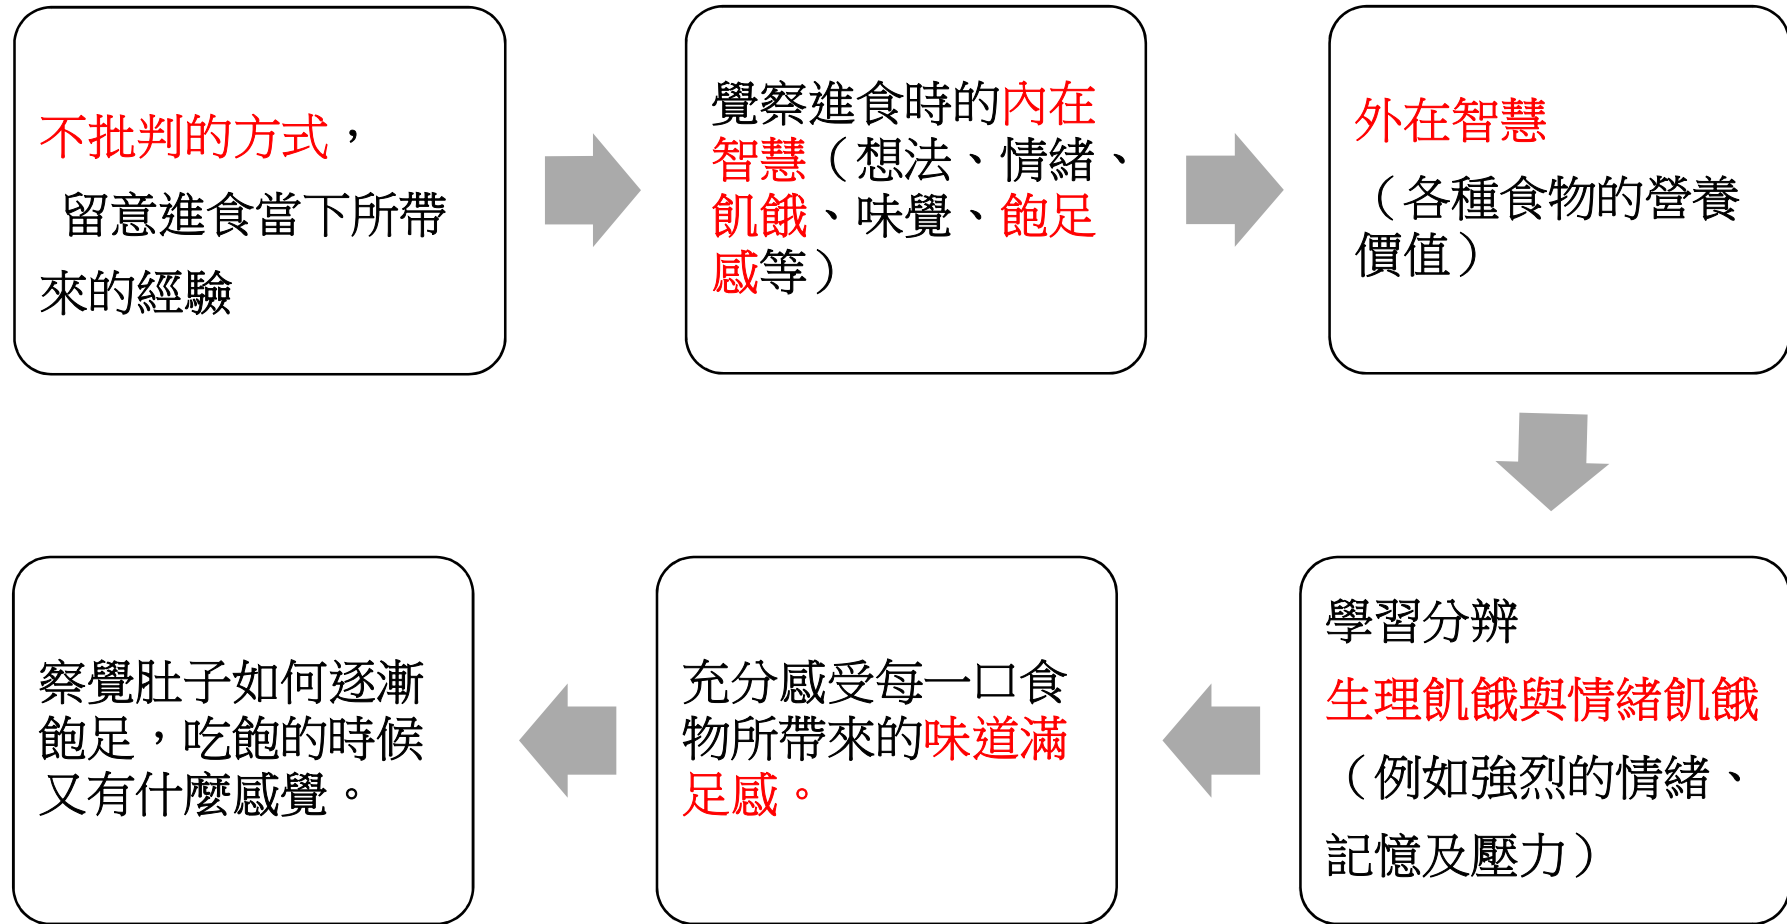 不批判的方式，
留意進食當下所帶
來的經驗
覺察進食時的內在
智慧（想法、情緒、
飢餓、味覺、飽足
感等）
外在智慧
（各種食物的營養
價值）
學習分辨
生理飢餓與情緒飢餓
（例如強烈的情緒、
記憶及壓力）
充分感受每一口食
物所帶來的味道滿
足感。
察覺肚子如何逐漸
飽足，吃飽的時候
又有什麼感覺。